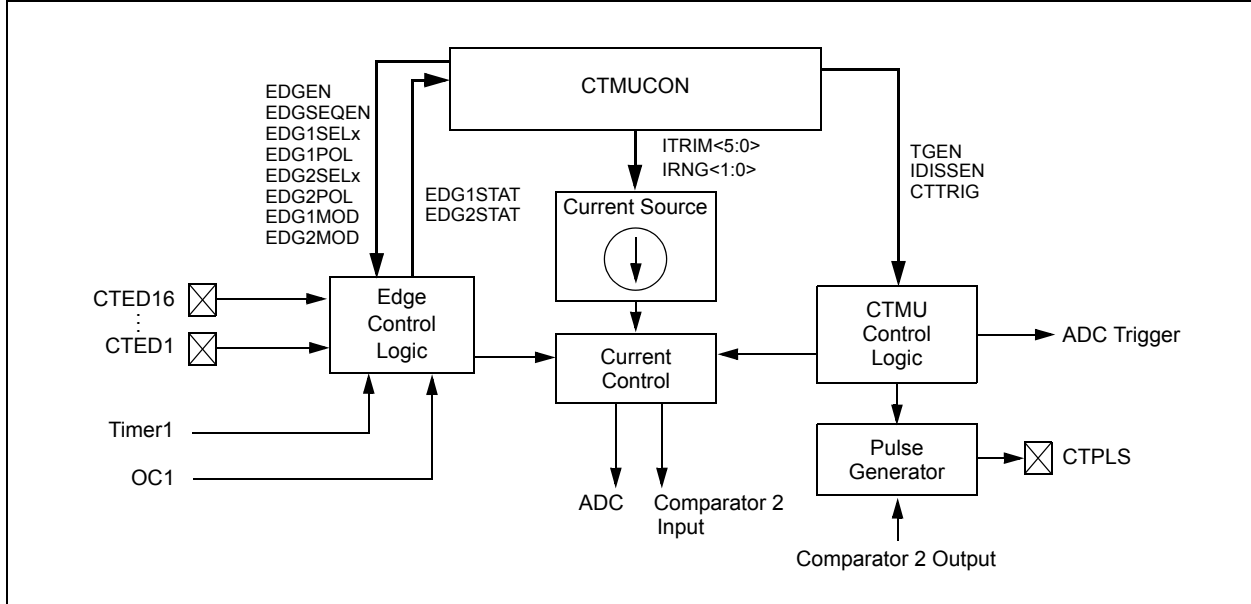 CTMUCON
EDGEN
EDGSEQEN
EDG1SELx
EDG1POL
EDG2SELx
EDG2POL
EDG1MOD
EDG2MOD
EDG1STAT
EDG2STAT
ITRIM<5:0>
IRNG<1:0>
TGEN
IDISSEN
CTTRIG
Current Source
CTED16
CTED1
Edge
Control
Logic
Current
Control
CTMU
Control
Logic
ADC Trigger
Timer1
OC1
Pulse
Generator
CTPLS
ADC
Comparator 2
Input
Comparator 2 Output